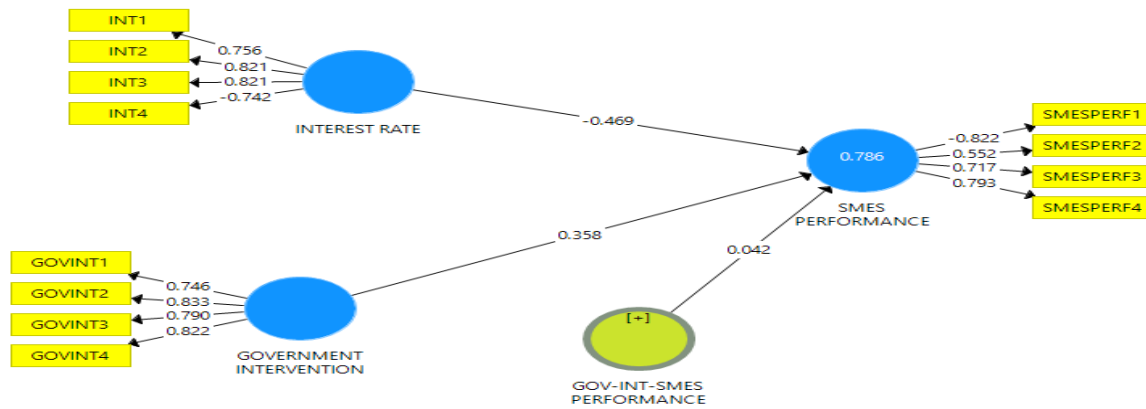 INT1
INT2
INT3
INT4
0.756
0.821
0.821
-0.742
INTEREST RATE
-0.469
SMESPERF1
SMESPERF2
SMESPERF3
SMESPERF4
-0.822
0.552
0.717
0.793
0.786
SMES
PERFORMANCE
0.358
0.042
GOVINT1
GOVINT2
GOVINT3
GOVINT4
0.746
0.833
0.790
0.822
GOVERNMENT
INTERVENTION
[+]
GOV-INT-SMES
PERFORMANCE